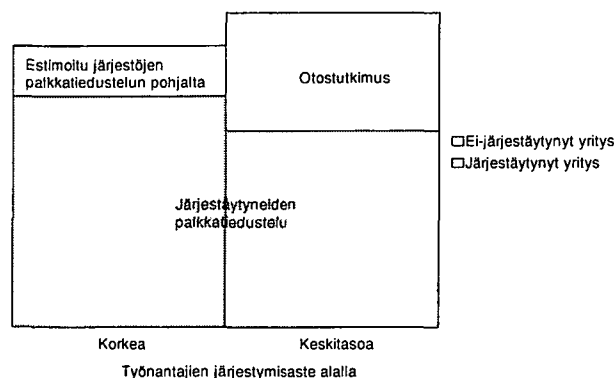 Estimoitu järjestöjen
palkkatiedustelun pohjalta
Otostutkimus
Ei-järjestäytynyt yritys
Järjestäytynyt yritys
Järjestäytyneiden
palkkatiedustelu
Korkea
Keskitasoa
Työnantajien järjestymisaste alalla